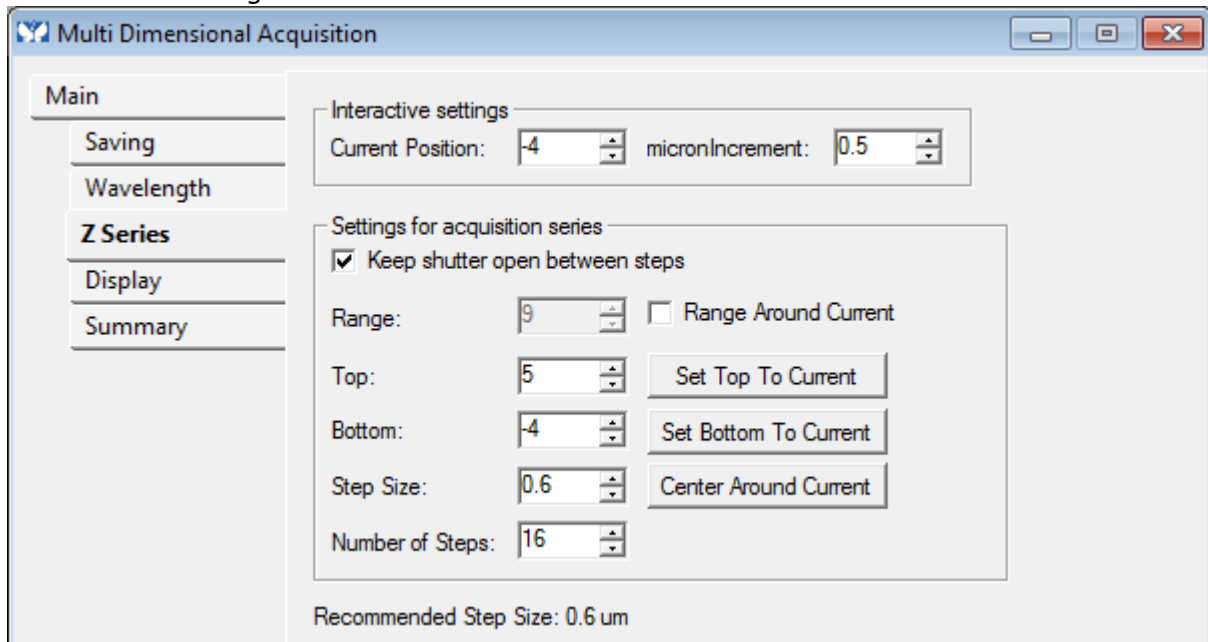 Multi Dimensional Acquisition
Main
Saving
Wavelength
Z Series
Display
Summary
Interactive settings
Current Position: -4 micronIncrement: 0.5
Settings for acquisition series
Keep shutter open between steps
Range: 9 Range Around Current
Top: 5 Set Top To Current
Bottom: -4 Set Bottom To Current
Step Size: 0.6 Center Around Current
Number of Steps: 16
Recommended Step Size: 0.6 um